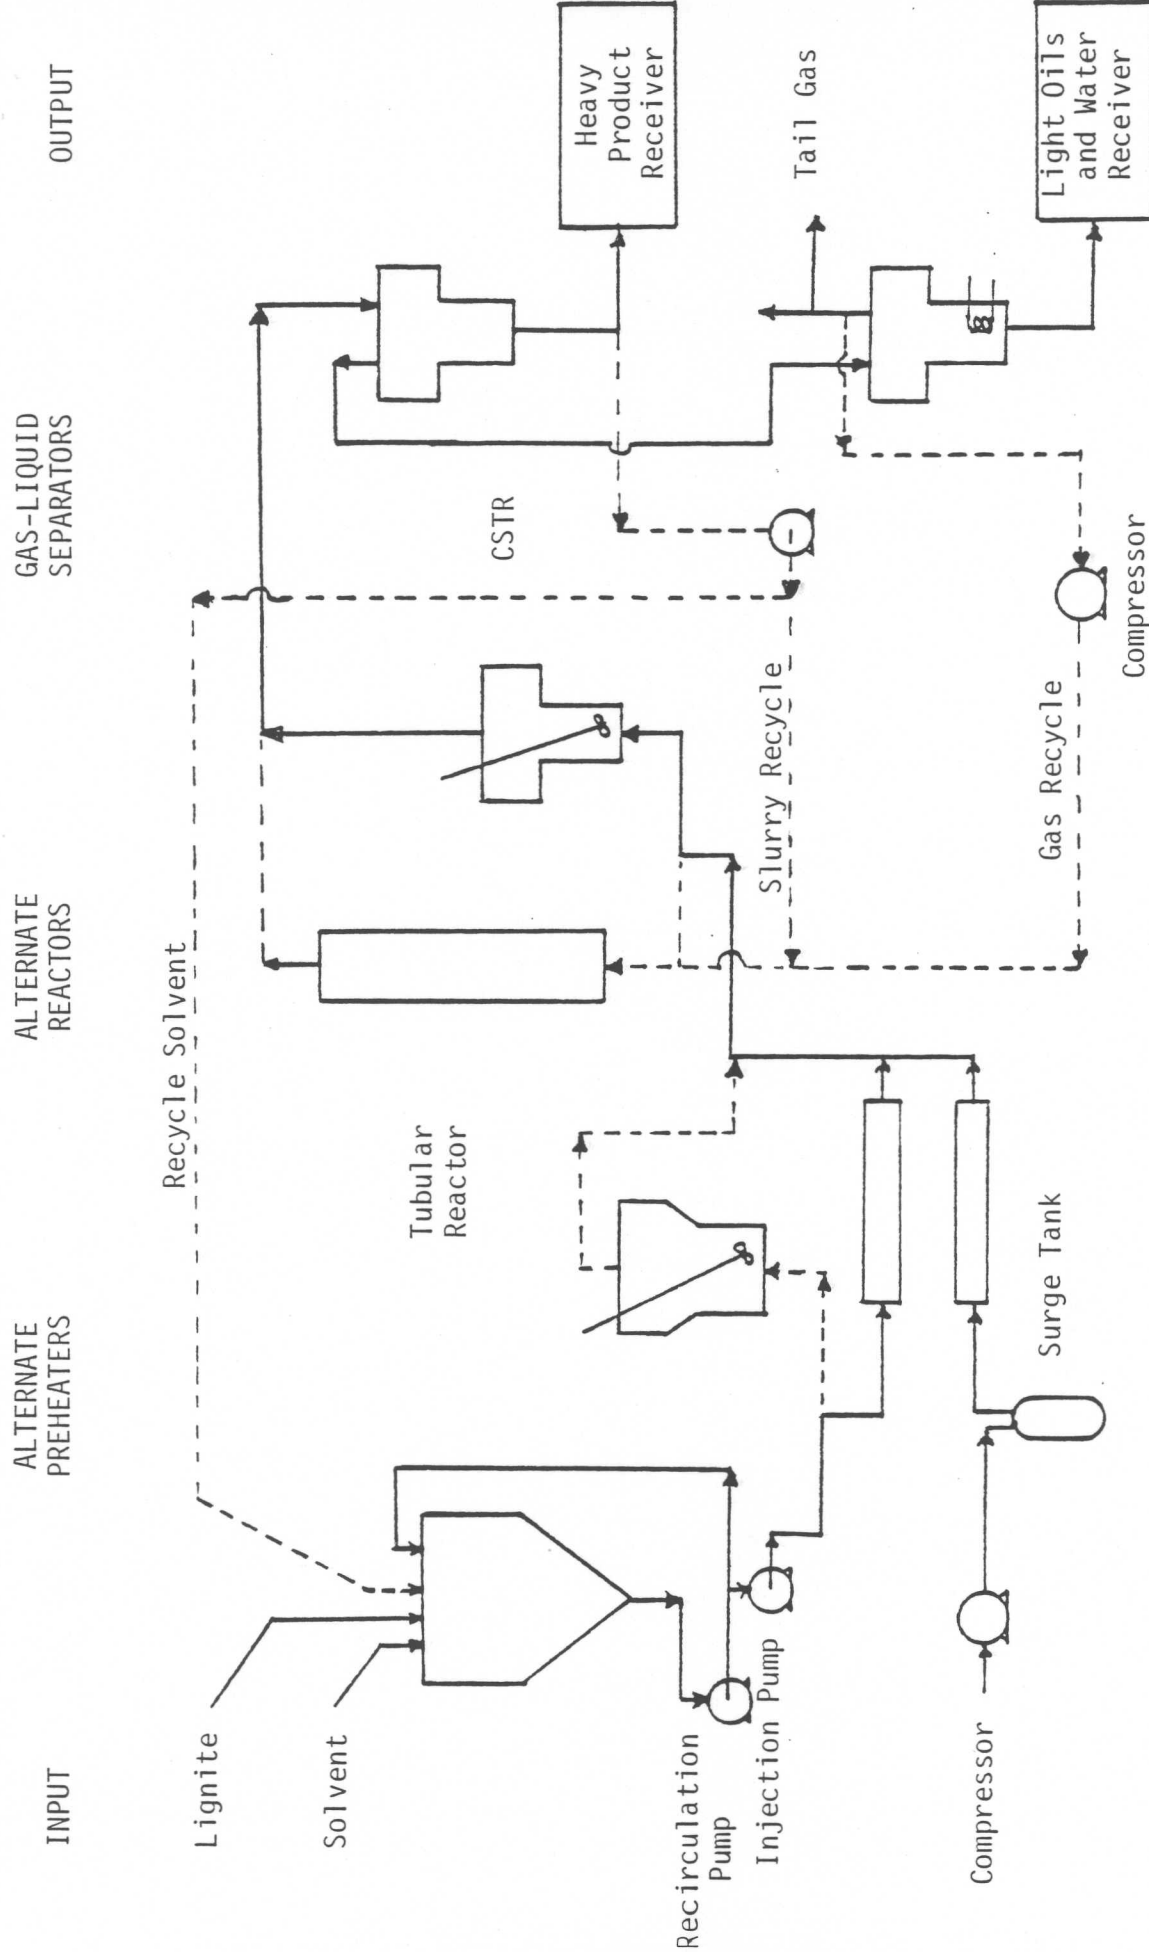 INPUT
ALTERNATE
PREHEATERS
ALTERNATE
REACTORS
GAS-LIQUID
SEPARATORS
OUTPUT
Lignite
Solvent
Recycle Solvent
Tubular
Reactor
CSTR
Heavy
Product
Receiver
Recirculation
Pump
Injection Pump
Slurry Recycle
Tail Gas
Compressor
Surge Tank
Gas Recycle
Compressor
Light Oils
and Water
Receiver